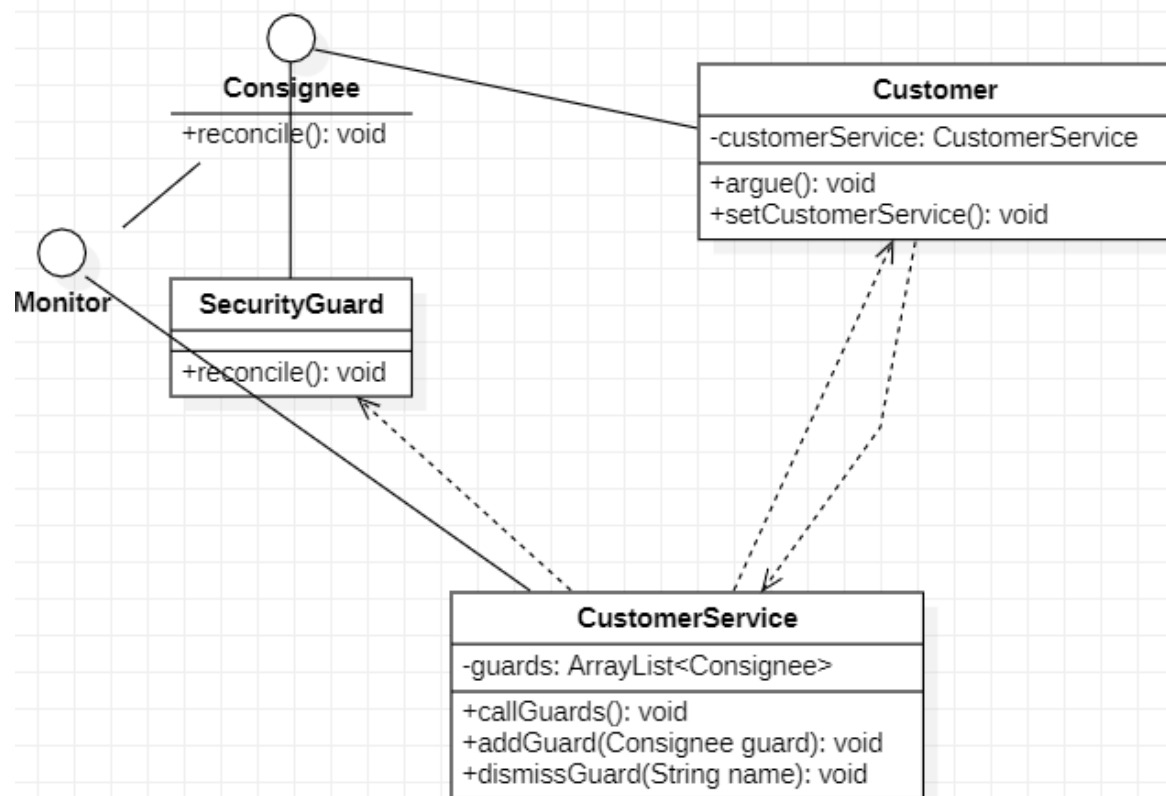 Consignee
+reconcile(): void
Customer
-customerService: CustomerService
+argue(): void
+setCustomerService(): void
Monitor
SecurityGuard
+reconcile(): void
CustomerService
-guards: ArrayList<Consignee>
+callGuards(): void
+addGuard(Consignee guard): void
+dismissGuard(String name): void